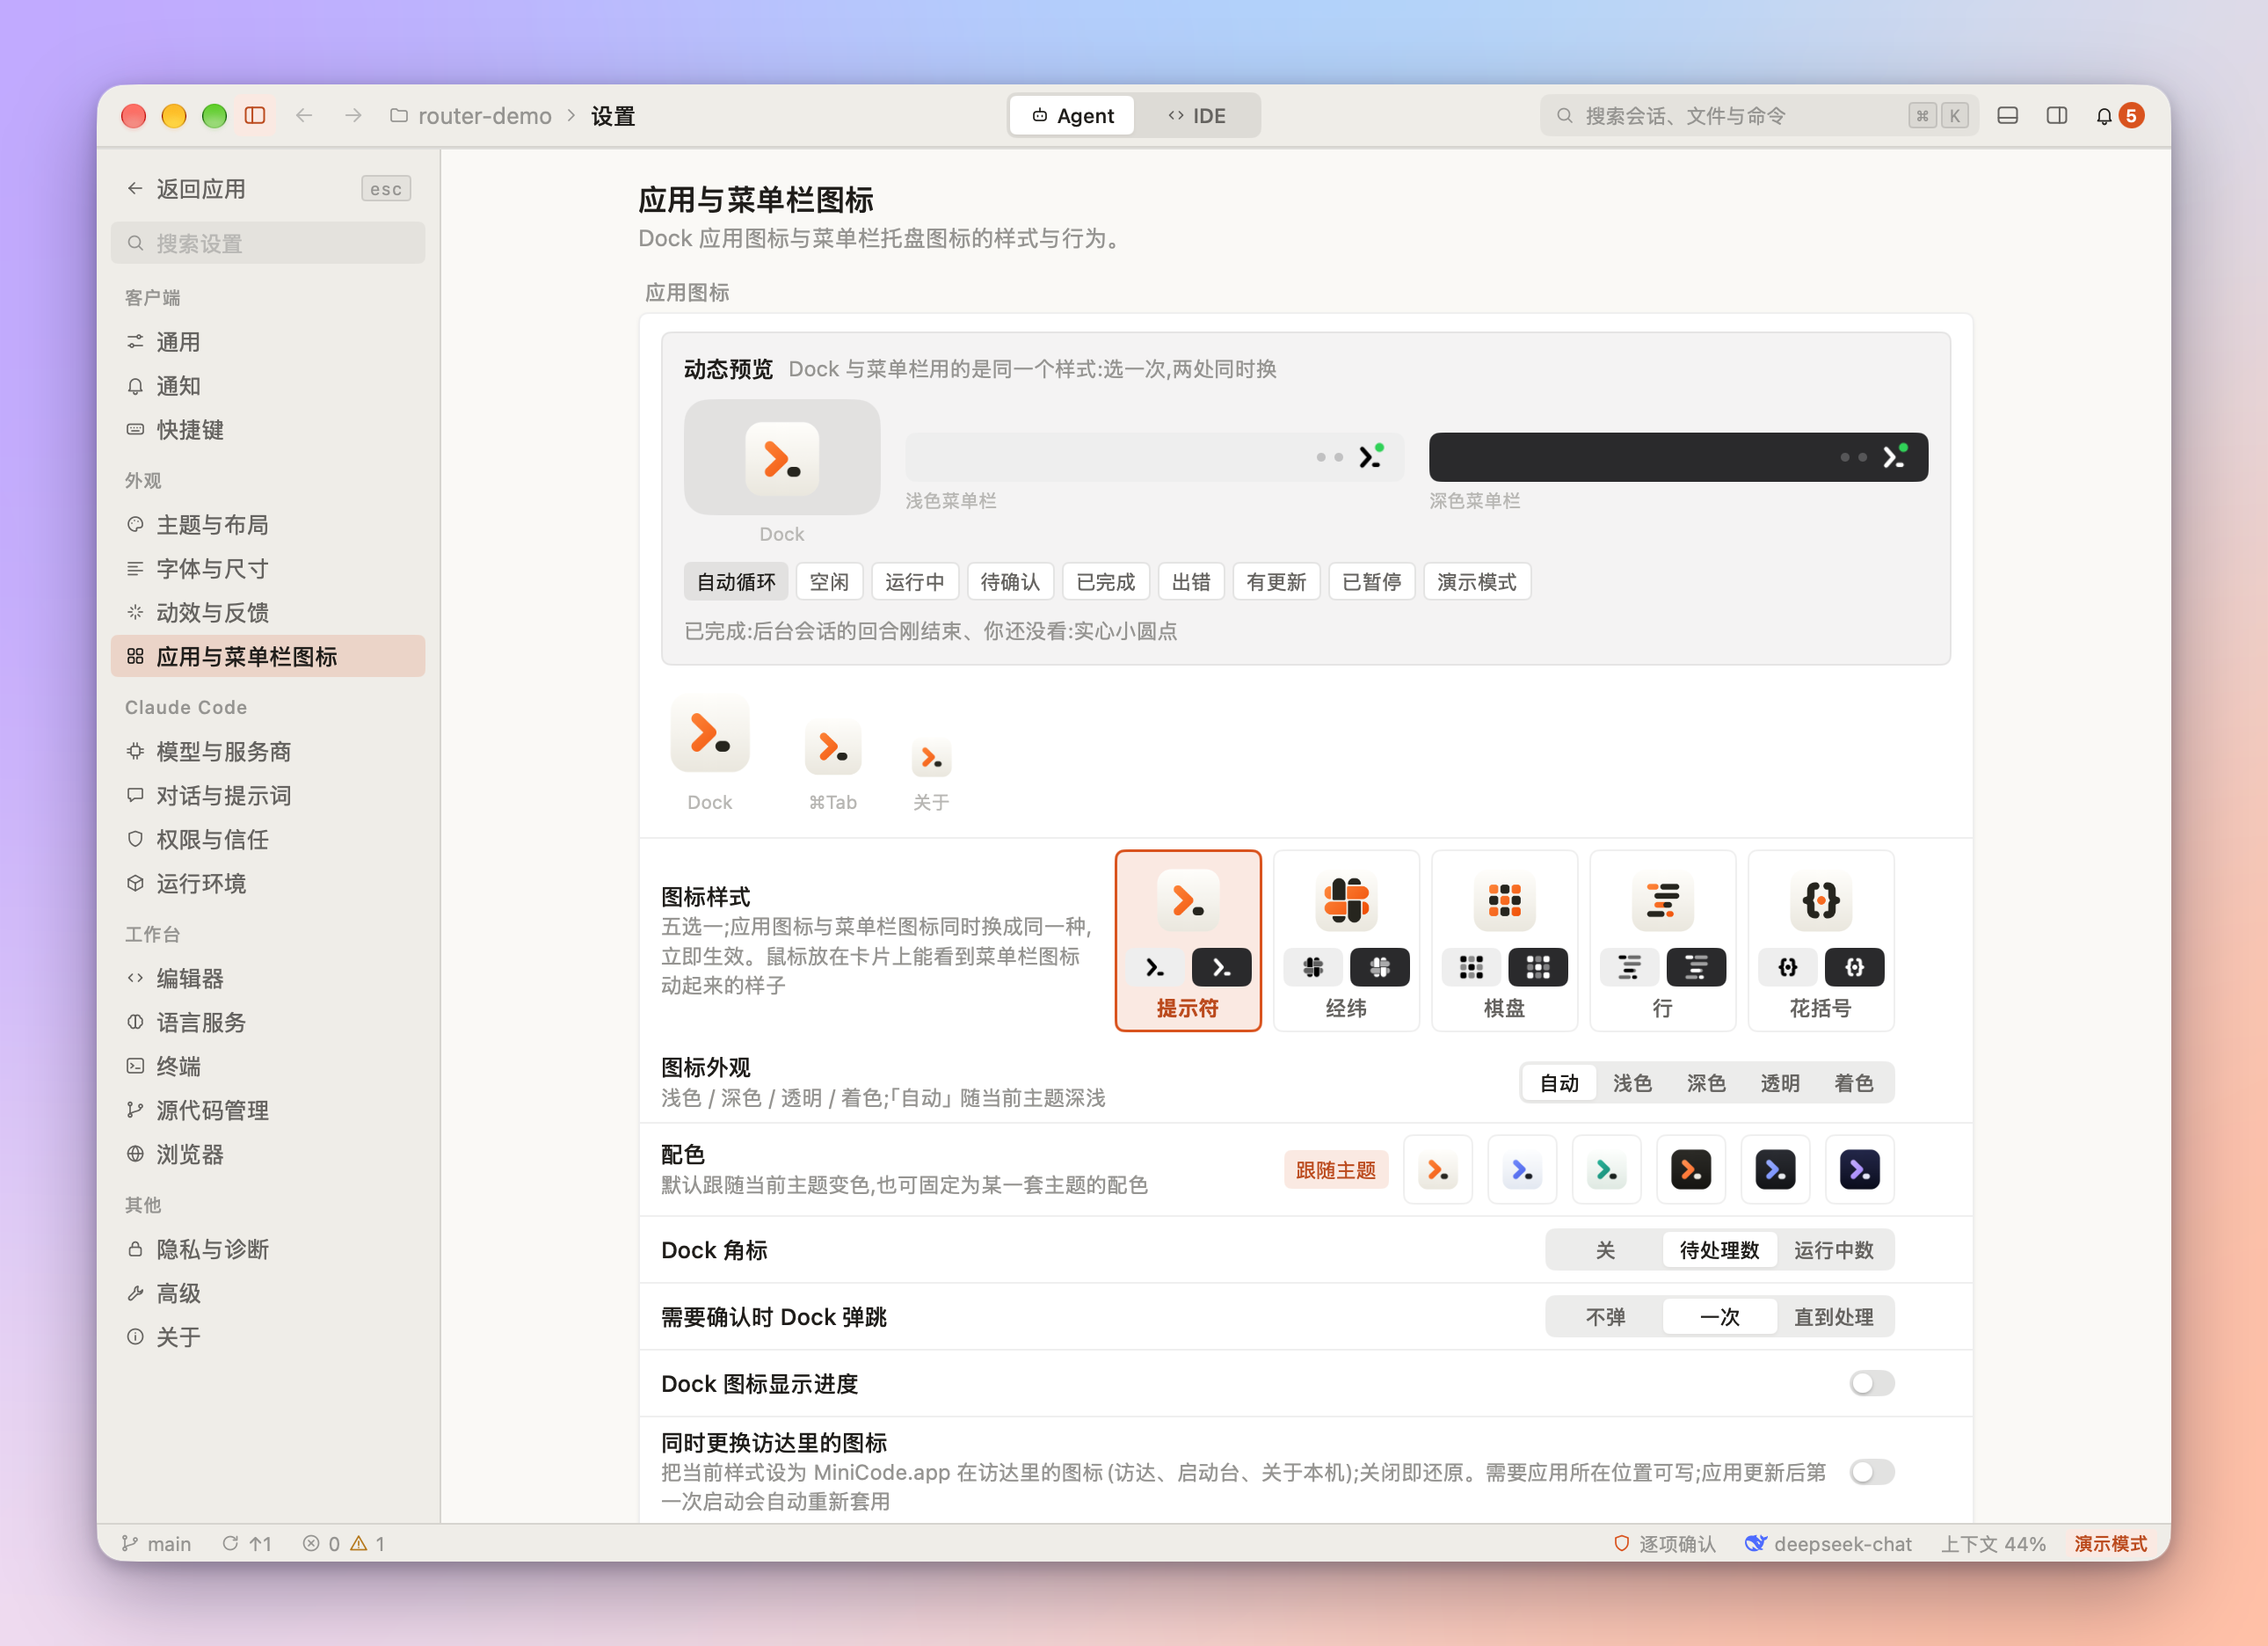 router-demo > 设置
Agent
IDE
搜索会话、文件与命令
⌘ K
5
返回应用
esc
搜索设置
客户端
通用
通知
快捷键
外观
主题与布局
字体与尺寸
动效与反馈
应用与菜单栏图标
Claude Code
模型与服务商
对话与提示词
权限与信任
运行环境
工作台
编辑器
语言服务
终端
源代码管理
浏览器
其他
隐私与诊断
高级
关于
应用与菜单栏图标
Dock 应用图标与菜单栏托盘图标的样式与行为。
应用图标
动态预览 Dock 与菜单栏用的是同一个样式:选一次,两处同时换
Dock
浅色菜单栏
深色菜单栏
自动循环 空闲 运行中 待确认 已完成 出错 有更新 已暂停 演示模式
已完成:后台会话的回合刚结束、你还没看:实心小圆点
Dock
⌘Tab
关于
图标样式
五选一;应用图标与菜单栏图标同时换成同一种,
立即生效。鼠标放在卡片上能看到菜单栏图标
动起来的样子
提示符
经纬
棋盘
行
花括号
图标外观
浅色 / 深色 / 透明 / 着色;「自动」随当前主题深浅
自动 浅色 深色 透明 着色
配色
默认跟随当前主题变色,也可固定为某一套主题的配色
跟随主题
Dock 角标
关 待处理数 运行中数
需要确认时 Dock 弹跳
不弹 一次 直到处理
Dock 图标显示进度
同时更换访达里的图标
把当前样式设为 MiniCode.app 在访达里的图标(访达、启动台、关于本机);关闭即还原。需要应用所在位置可写;应用更新后第
一次启动会自动重新套用
main
↑1
0
1
逐项确认
deepseek-chat
上下文 44%
演示模式